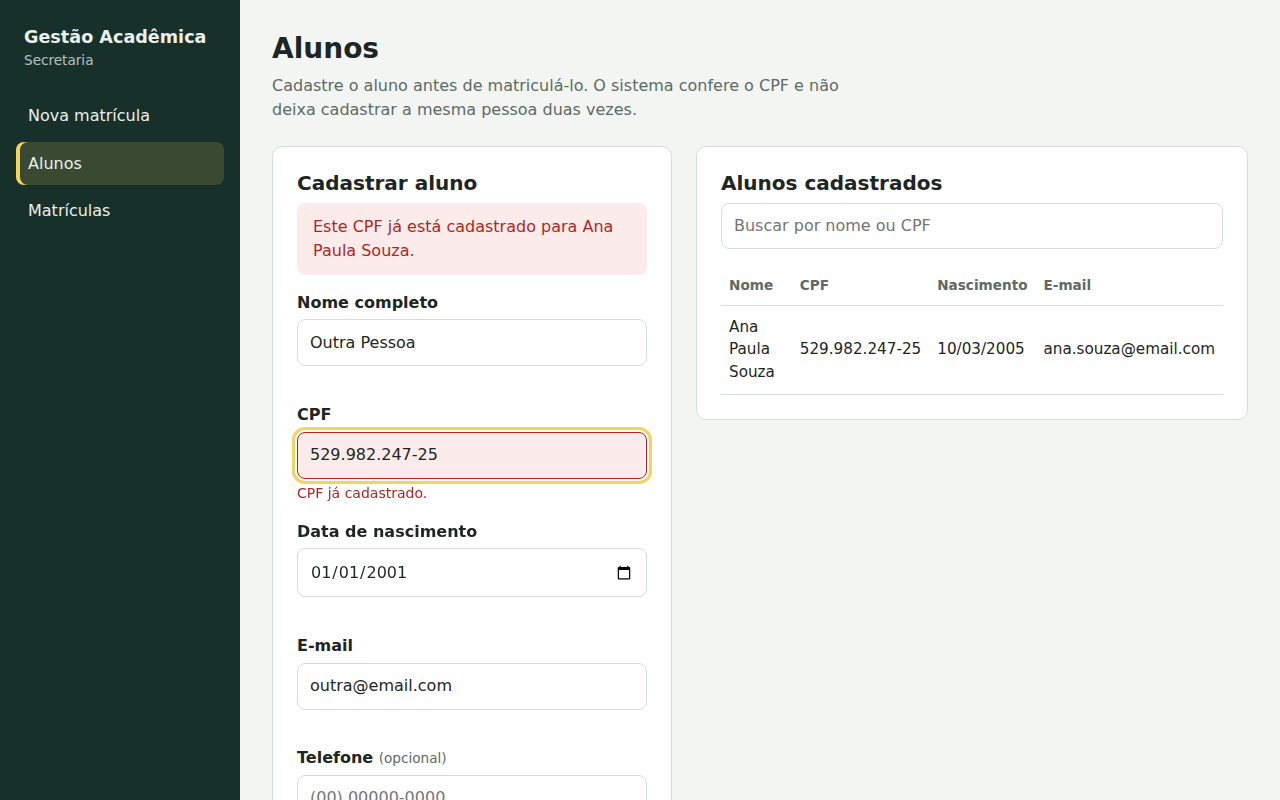 Gestão Acadêmica
Secretaria
Nova matrícula
Alunos
Matrículas
Alunos
Cadastre o aluno antes de matriculá-lo. O sistema confere o CPF e não
deixa cadastrar a mesma pessoa duas vezes.
Cadastrar aluno
Este CPF já está cadastrado para Ana
Paula Souza.
Nome completo
Outra Pessoa
CPF
529.982.247-25
CPF já cadastrado.
Data de nascimento
01/01/2001
E-mail
outra@email.com
Telefone (opcional)
(00) 00000-0000
Alunos cadastrados
Buscar por nome ou CPF
Nome CPF Nascimento E-mail
Ana
Paula 529.982.247-25 10/03/2005 ana.souza@email.com
Souza